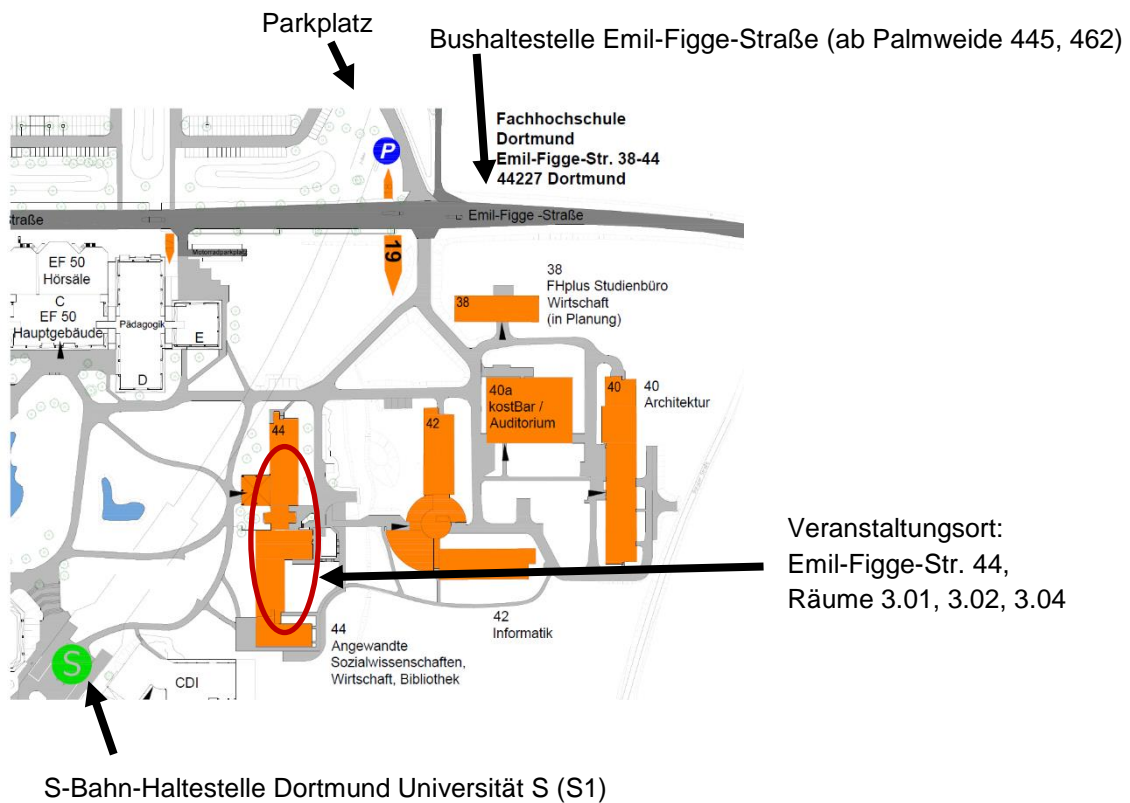 Parkplatz
Bushaltestelle Emil-Figge-Straße (ab Palmweide 445, 462)
Fachhochschule
Dortmund
Emil-Figge-Str. 38-44
44227 Dortmund
P
traße
Emil-Figge -Straße
Motorradparkplatz
19
EF 50
Hörsäle
C
EF 50
Hauptgebäude
Pädagogik
E
D
38
FHplus Studienbüro
Wirtschaft
(in Planung)
38
40a
kostBar /
Auditorium
40
40
Architektur
44
42
Veranstaltungsort:
Emil-Figge-Str. 44,
Räume 3.01, 3.02, 3.04
42
Informatik
44
Angewandte
Sozialwissenschaften,
Wirtschaft, Bibliothek
S
CDI
S-Bahn-Haltestelle Dortmund Universität S (S1)